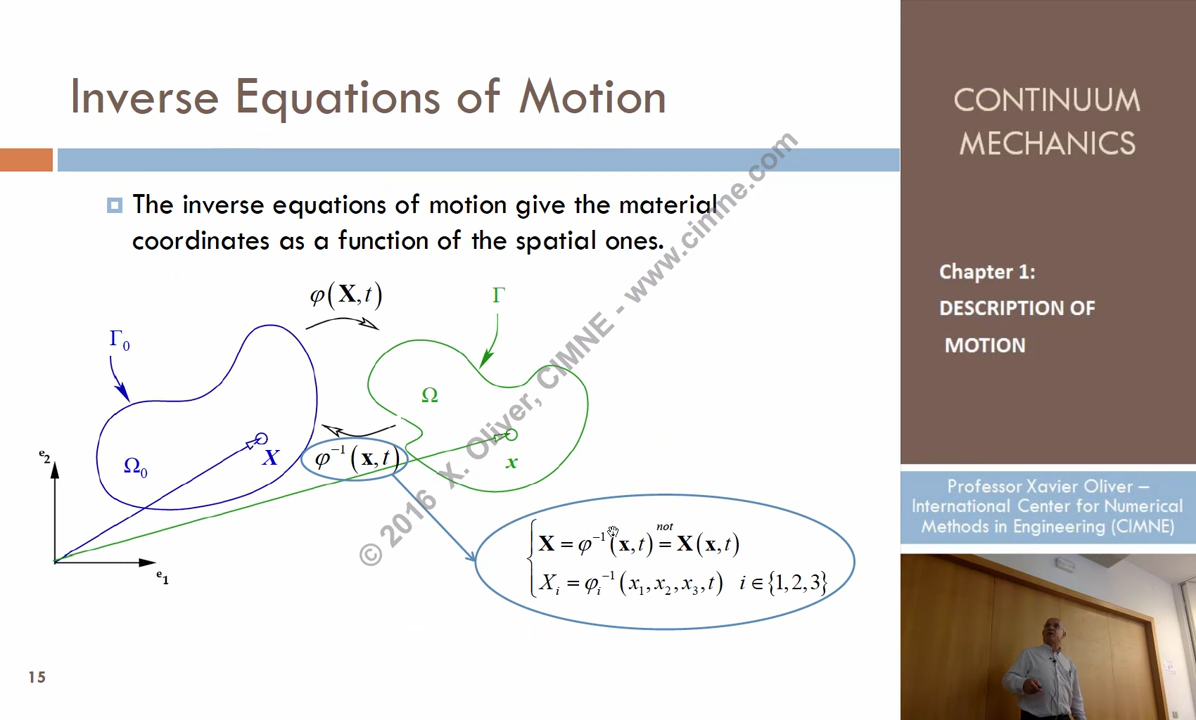 Inverse Equations of Motion
The inverse equations of motion give the material
coordinates as a function of the spatial ones.
φ(X,t)
Γ
Γ₀
Ω
e₂
Ω₀
X
φ⁻¹(x,t)
x
e₁
not
X = φ⁻¹(x,t) = X(x,t)
Xᵢ = φᵢ⁻¹(x₁,x₂,x₃,t) i ∈ {1,2,3}
15
© 2016 X. Oliver, CIMNE - www.cimne.com
CONTINUUM
MECHANICS
Chapter 1:
DESCRIPTION OF
MOTION
Professor Xavier Oliver –
International Center for Numerical
Methods in Engineering (CIMNE)